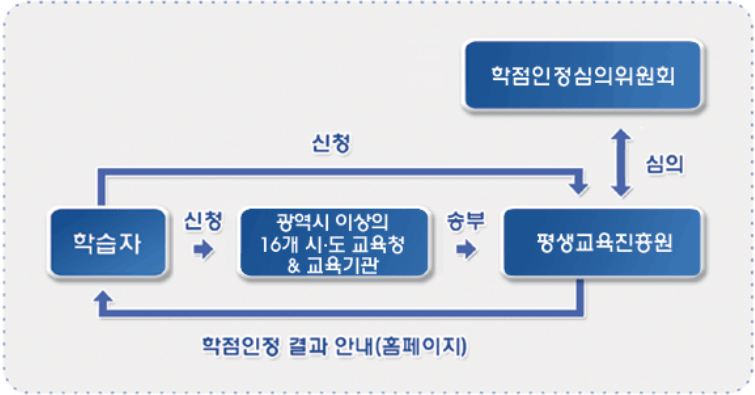 학점인정심의위원회
신청
심의
학습자
신청
광역시 이상의
16개 시·도 교육청
& 교육기관
송부
평생교육진흥원
학점인정 결과 안내(홈페이지)